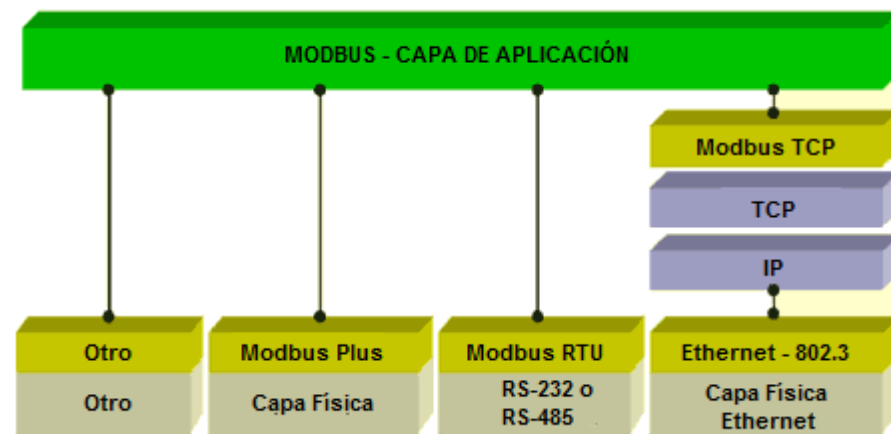 MODBUS - CAPA DE APLICACIÓN
Modbus TCP
TCP
IP
Otro
Modbus Plus
Modbus RTU
Ethernet - 802.3
Otro
Capa Física
RS-232 o
RS-485
Capa Física
Ethernet